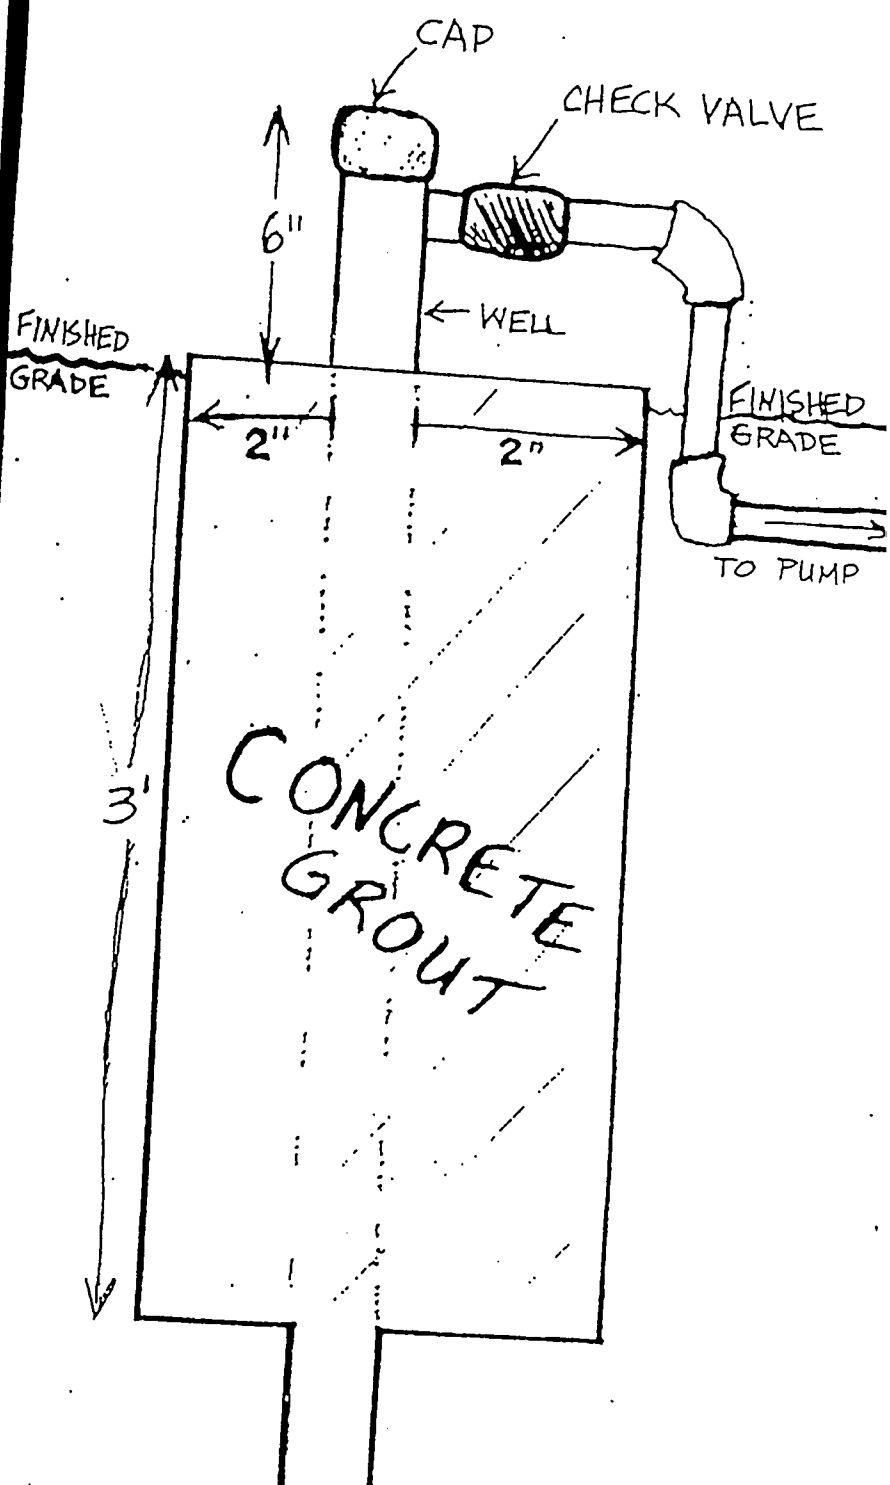 CAP
CHECK VALVE
6"
WELL
FINISHED
GRADE
FINISHED
GRADE
2"
2"
TO PUMP
3'
CONCRETE
GROUT